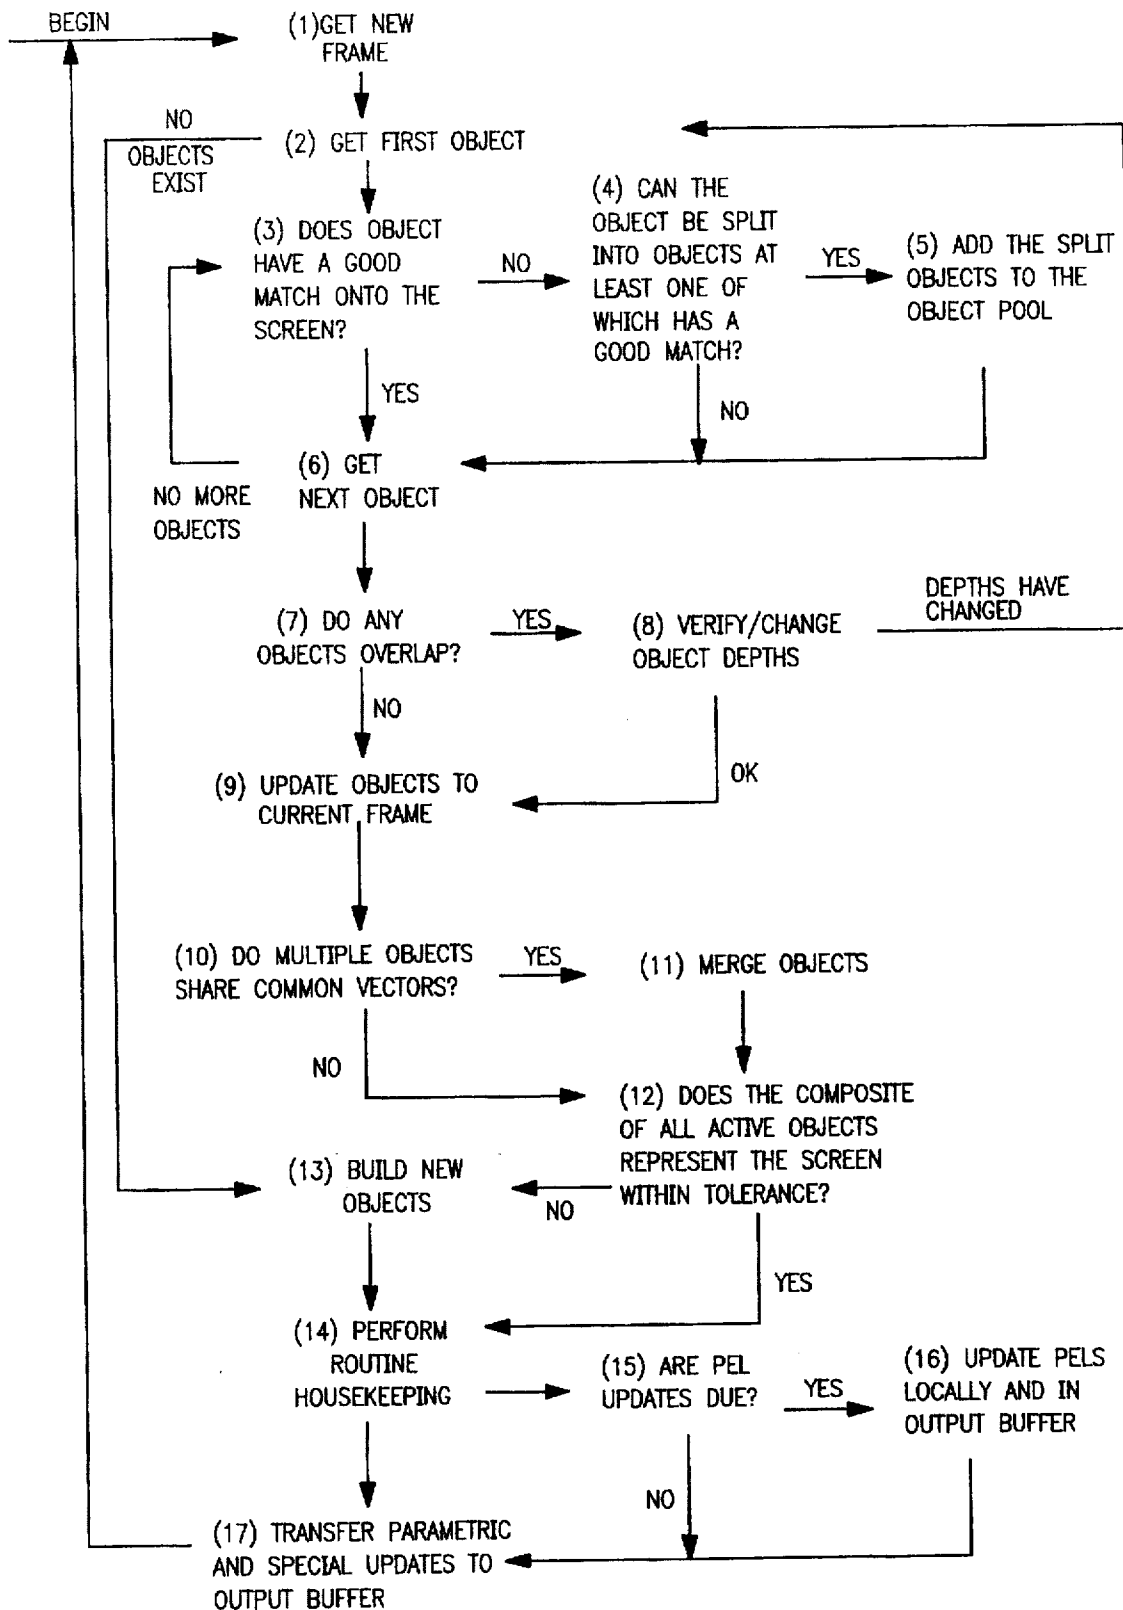 BEGIN
(1)GET NEW
FRAME
NO
OBJECTS
EXIST
(2) GET FIRST OBJECT
(3) DOES OBJECT
HAVE A GOOD
MATCH ONTO THE
SCREEN?
NO
(4) CAN THE
OBJECT BE SPLIT
INTO OBJECTS AT
LEAST ONE OF
WHICH HAS A
GOOD MATCH?
YES
(5) ADD THE SPLIT
OBJECTS TO THE
OBJECT POOL
YES
NO
(6) GET
NEXT OBJECT
NO MORE
OBJECTS
(7) DO ANY
OBJECTS OVERLAP?
YES
(8) VERIFY/CHANGE
OBJECT DEPTHS
DEPTHS HAVE
CHANGED
NO
OK
(9) UPDATE OBJECTS TO
CURRENT FRAME
(10) DO MULTIPLE OBJECTS
SHARE COMMON VECTORS?
YES
(11) MERGE OBJECTS
NO
(12) DOES THE COMPOSITE
OF ALL ACTIVE OBJECTS
REPRESENT THE SCREEN
WITHIN TOLERANCE?
(13) BUILD NEW
OBJECTS
NO
YES
(14) PERFORM
ROUTINE
HOUSEKEEPING
(15) ARE PEL
UPDATES DUE?
YES
(16) UPDATE PELS
LOCALLY AND IN
OUTPUT BUFFER
NO
(17) TRANSFER PARAMETRIC
AND SPECIAL UPDATES TO
OUTPUT BUFFER